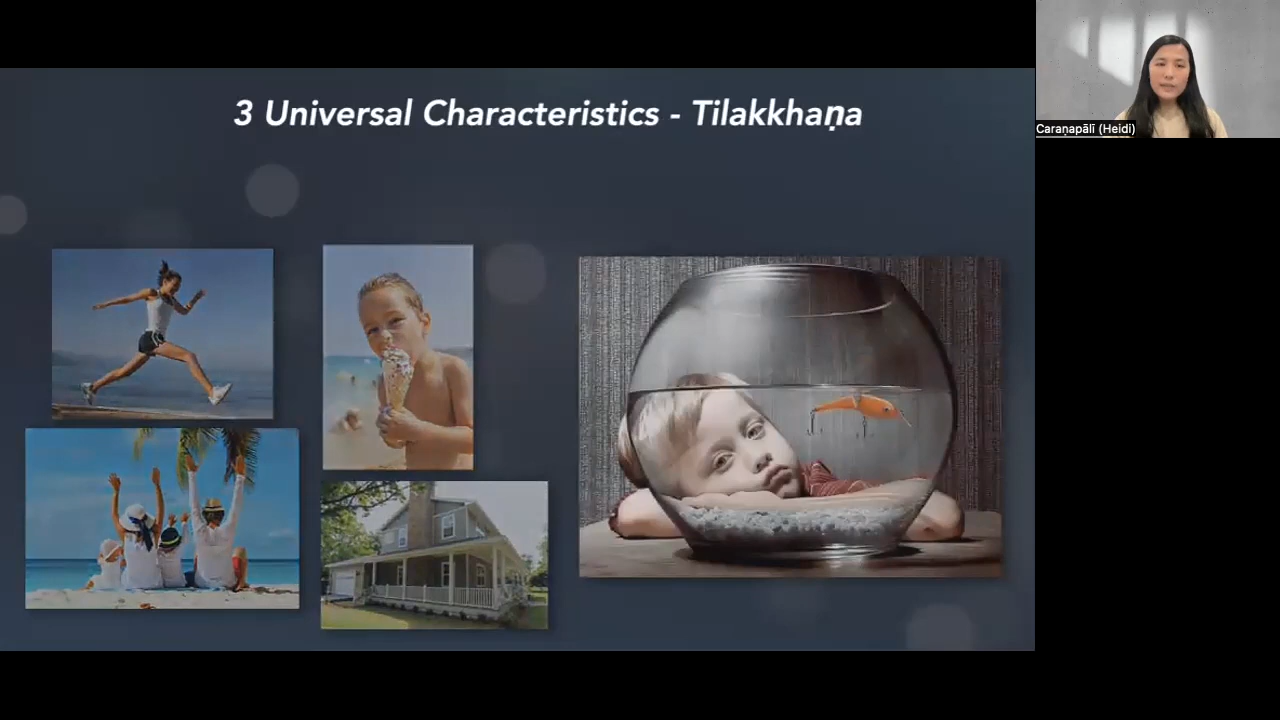 3 Universal Characteristics - Tilakkhaṇa
Caraṇapālī (Heidi)